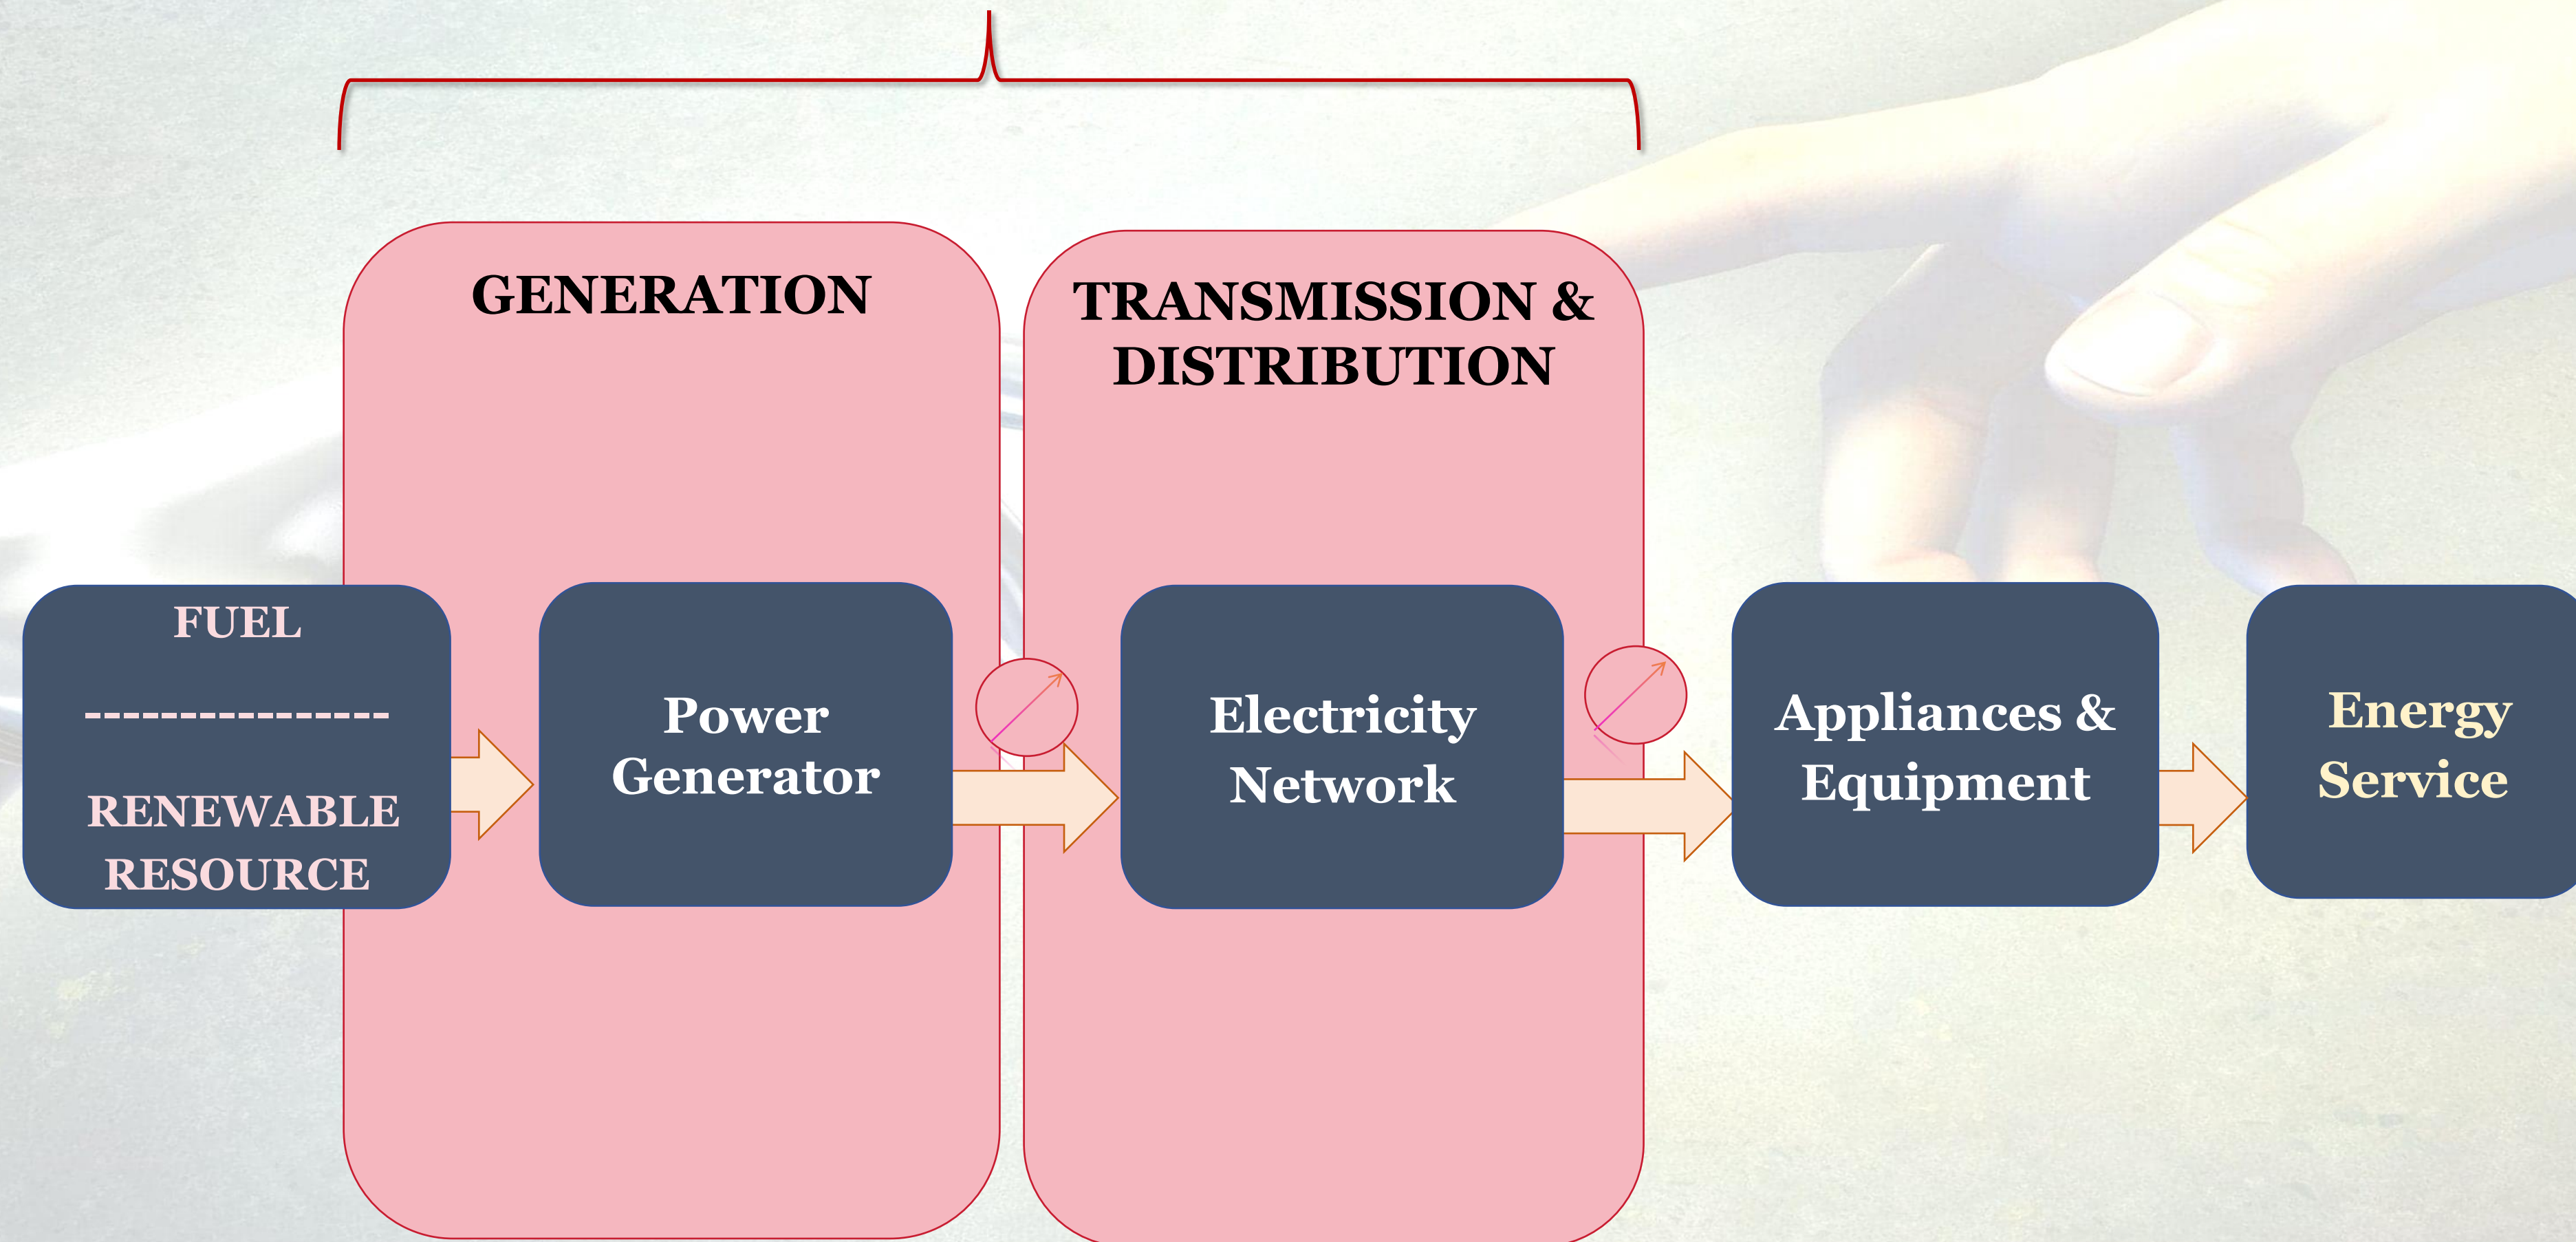 GENERATION
TRANSMISSION &
DISTRIBUTION
FUEL
----------------
RENEWABLE
RESOURCE
Power
Generator
Electricity
Network
Appliances &
Equipment
Energy
Service